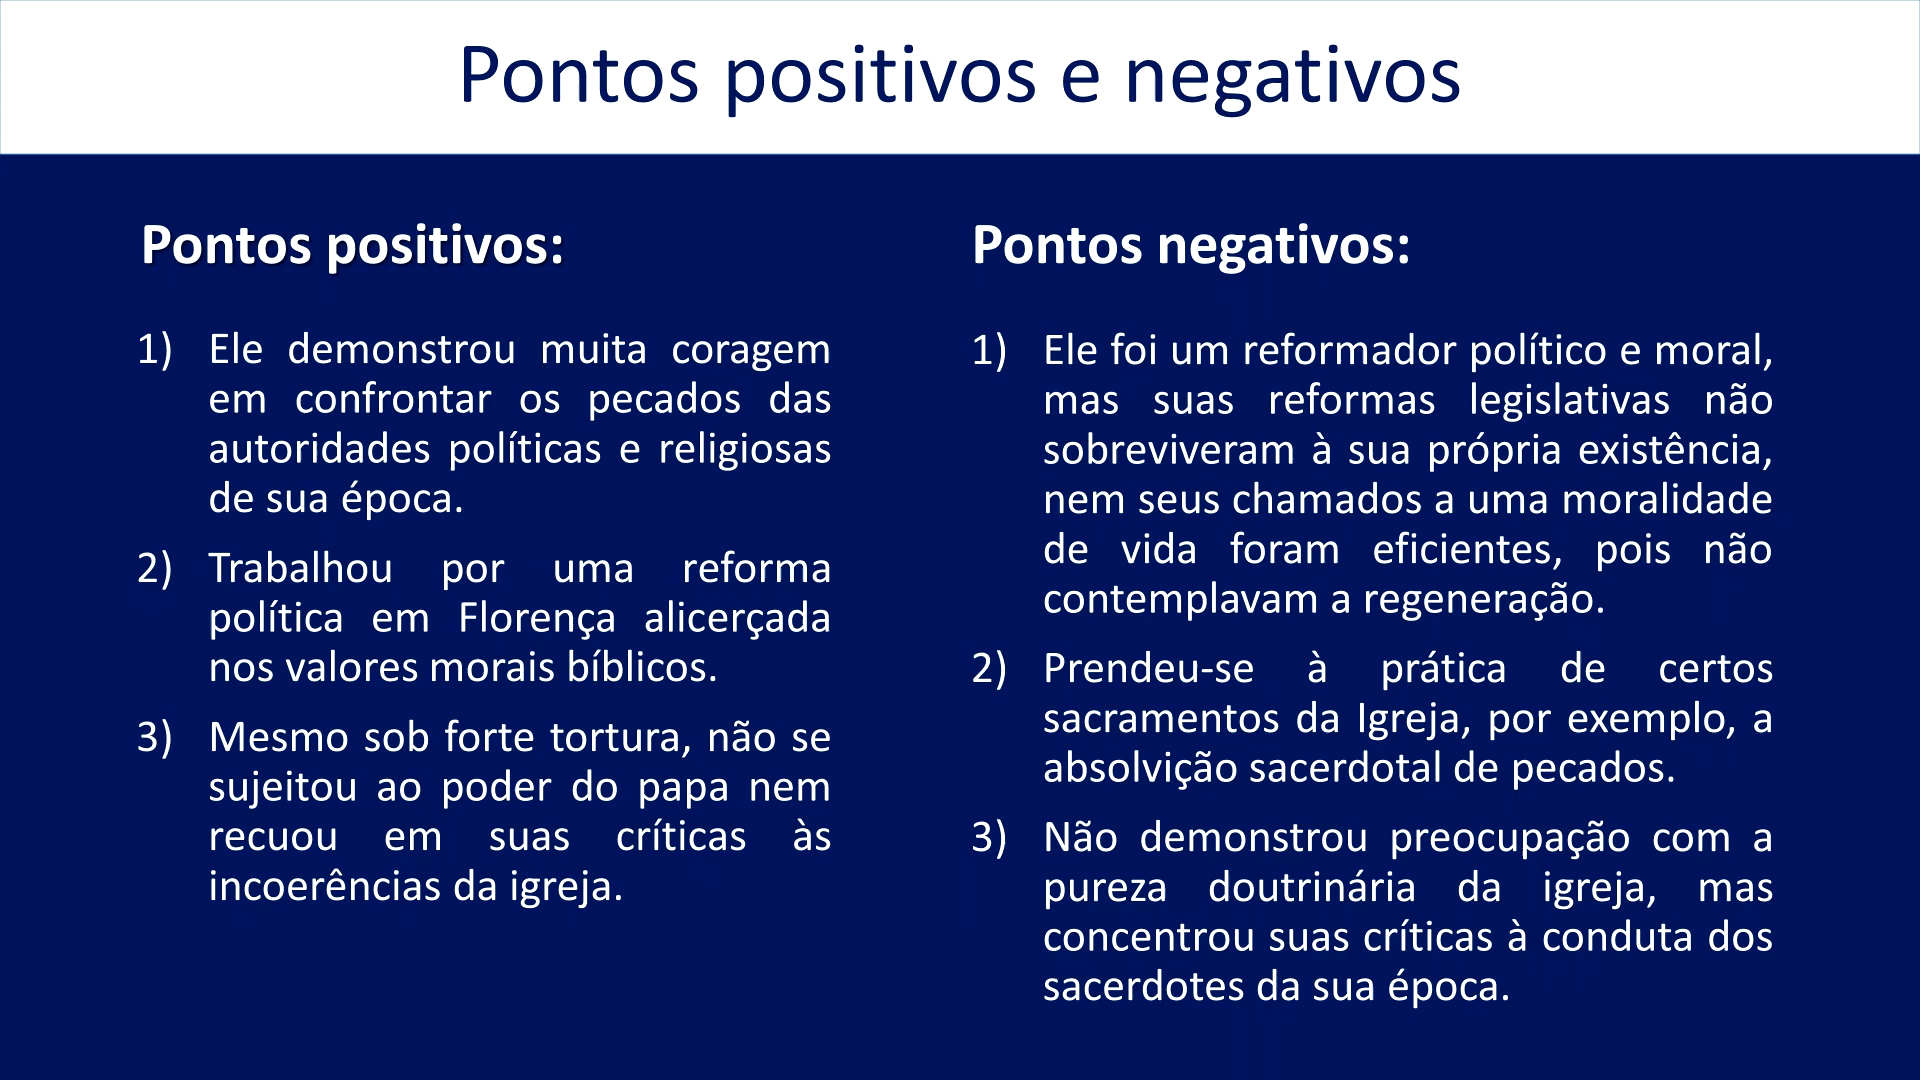 Pontos positivos e negativos
Pontos positivos:
1) Ele demonstrou muita coragem
em confrontar os pecados das
autoridades políticas e religiosas
de sua época.
2) Trabalhou por uma reforma
política em Florença alicerçada
nos valores morais bíblicos.
3) Mesmo sob forte tortura, não se
sujeitou ao poder do papa nem
recuou em suas críticas às
incoerências da igreja.
Pontos negativos:
1) Ele foi um reformador político e moral,
mas suas reformas legislativas não
sobreviveram à sua própria existência,
nem seus chamados a uma moralidade
de vida foram eficientes, pois não
contemplavam a regeneração.
2) Prendeu-se à prática de certos
sacramentos da Igreja, por exemplo, a
absolvição sacerdotal de pecados.
3) Não demonstrou preocupação com a
pureza doutrinária da igreja, mas
concentrou suas críticas à conduta dos
sacerdotes da sua época.